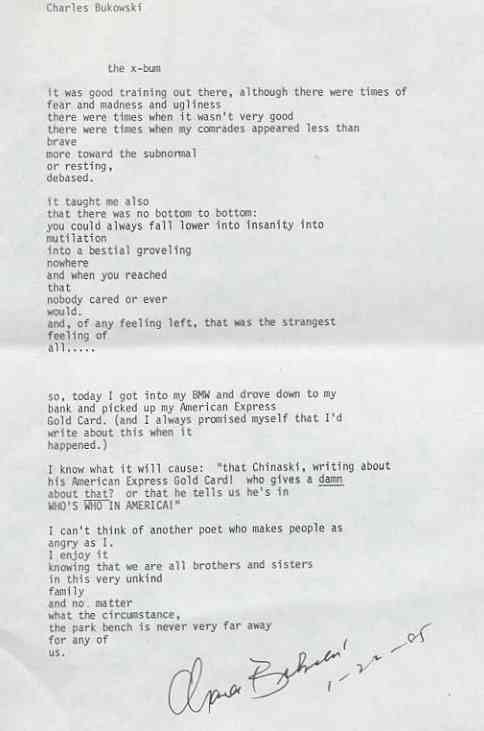 Charles Bukowski
the x-bum
it was good training out there, although there were times of
fear and madness and ugliness
there were times when it wasn't very good
there were times when my comrades appeared less than
brave
more toward the subnormal
or resting,
debased.
it taught me also
that there was no bottom to bottom:
you could always fall lower into insanity into
mutilation
into a bestial groveling
nowhere
and when you reached
that
nobody cared or ever
would.
and, of any feeling left, that was the strangest
feeling of
all.....
so, today I got into my BMW and drove down to my
bank and picked up my American Express
Gold Card. (and I always promised myself that I'd
write about this when it
happened.)
I know what it will cause: "that Chinaski, writing about
his American Express Gold Card! who gives a damn
about that? or that he tells us he's in
WHO'S WHO IN AMERICA!"
I can't think of another poet who makes people as
angry as I.
I enjoy it
knowing that we are all brothers and sisters
in this very unkind
family
and no matter
what the circumstance,
the park bench is never very far away
for any of
us.